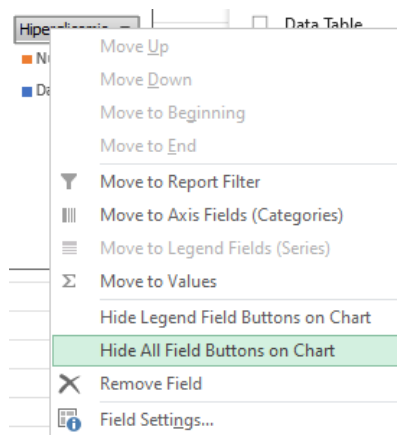 Data Table
Move Up
Move Down
Move to Beginning
Move to End
Move to Report Filter
Move to Axis Fields (Categories)
Move to Legend Fields (Series)
Move to Values
Hide Legend Field Buttons on Chart
Hide All Field Buttons on Chart
Remove Field
Field Settings...